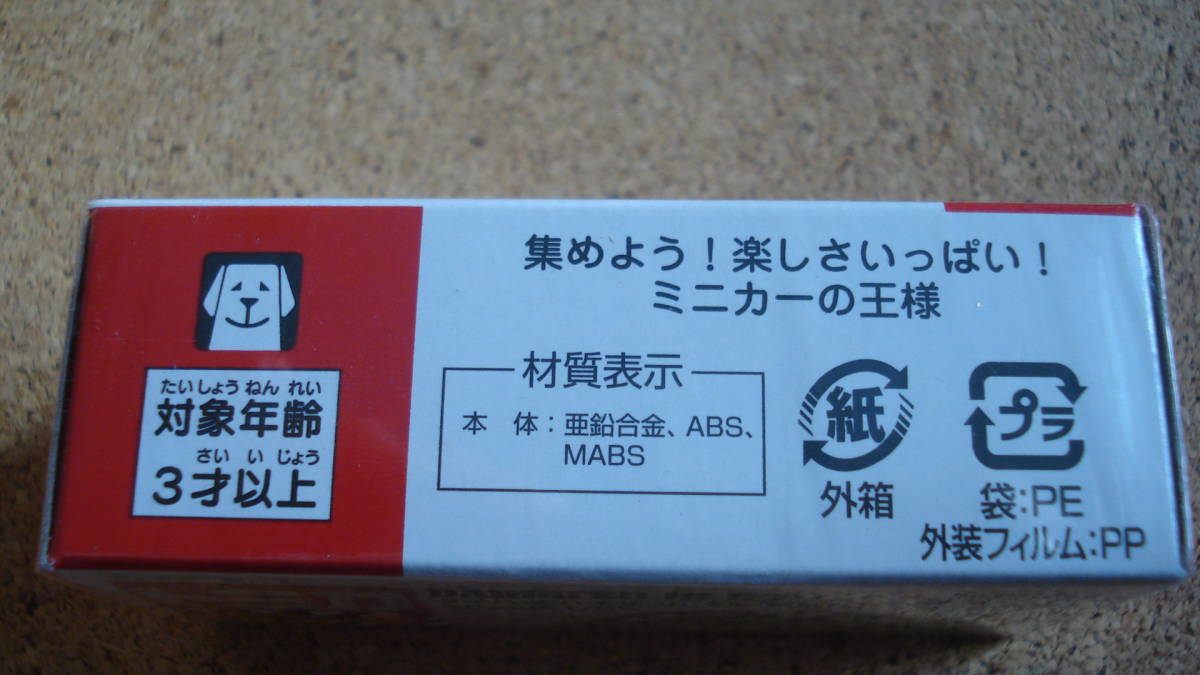 集めよう！楽しさいっぱい！
ミニカーの王様
たいしょうねんれい
対象年齢
さいいじょう
3才以上
材質表示
本　体：亜鉛合金、ABS、
MABS
紙
外箱
プラ
袋：PE
外装フィルム：PP